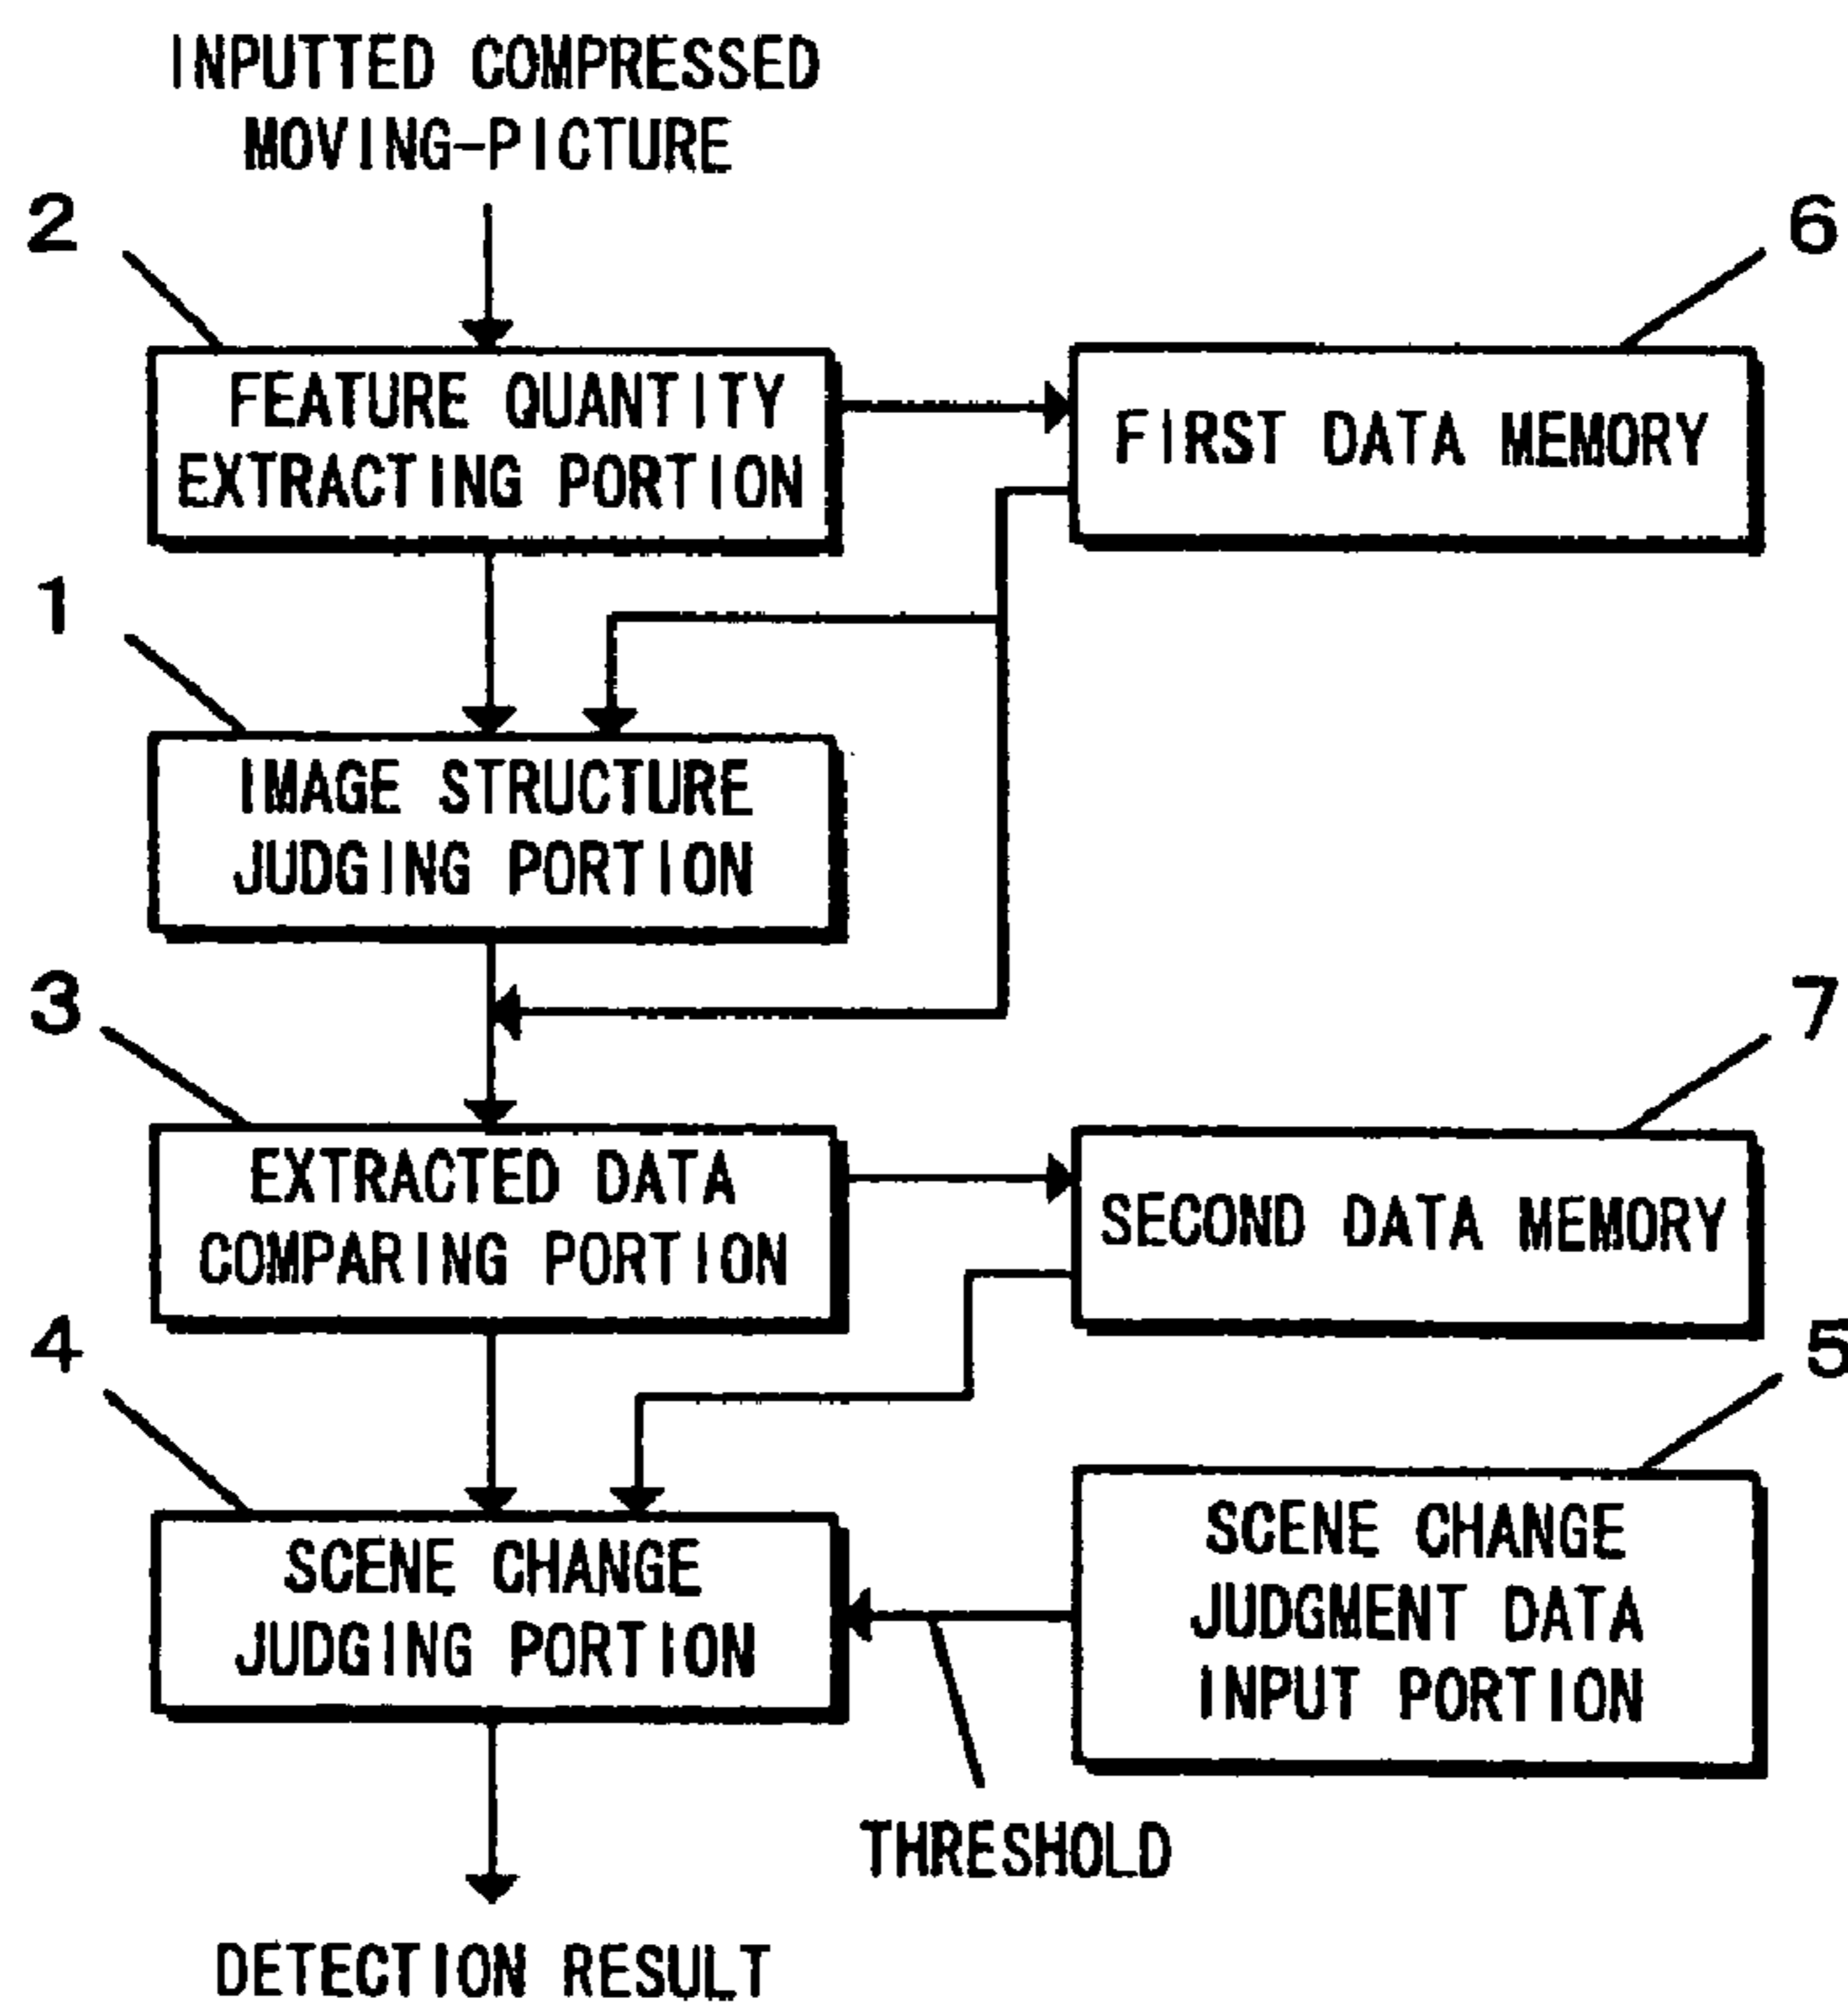 INPUTTED COMPRESSED
MOVING-PICTURE
2
6
FEATURE QUANTITY
EXTRACTING PORTION
FIRST DATA MEMORY
1
IMAGE STRUCTURE
JUDGING PORTION
3
7
EXTRACTED DATA
COMPARING PORTION
SECOND DATA MEMORY
4
5
SCENE CHANGE
JUDGING PORTION
SCENE CHANGE
JUDGMENT DATA
INPUT PORTION
THRESHOLD
DETECTION RESULT